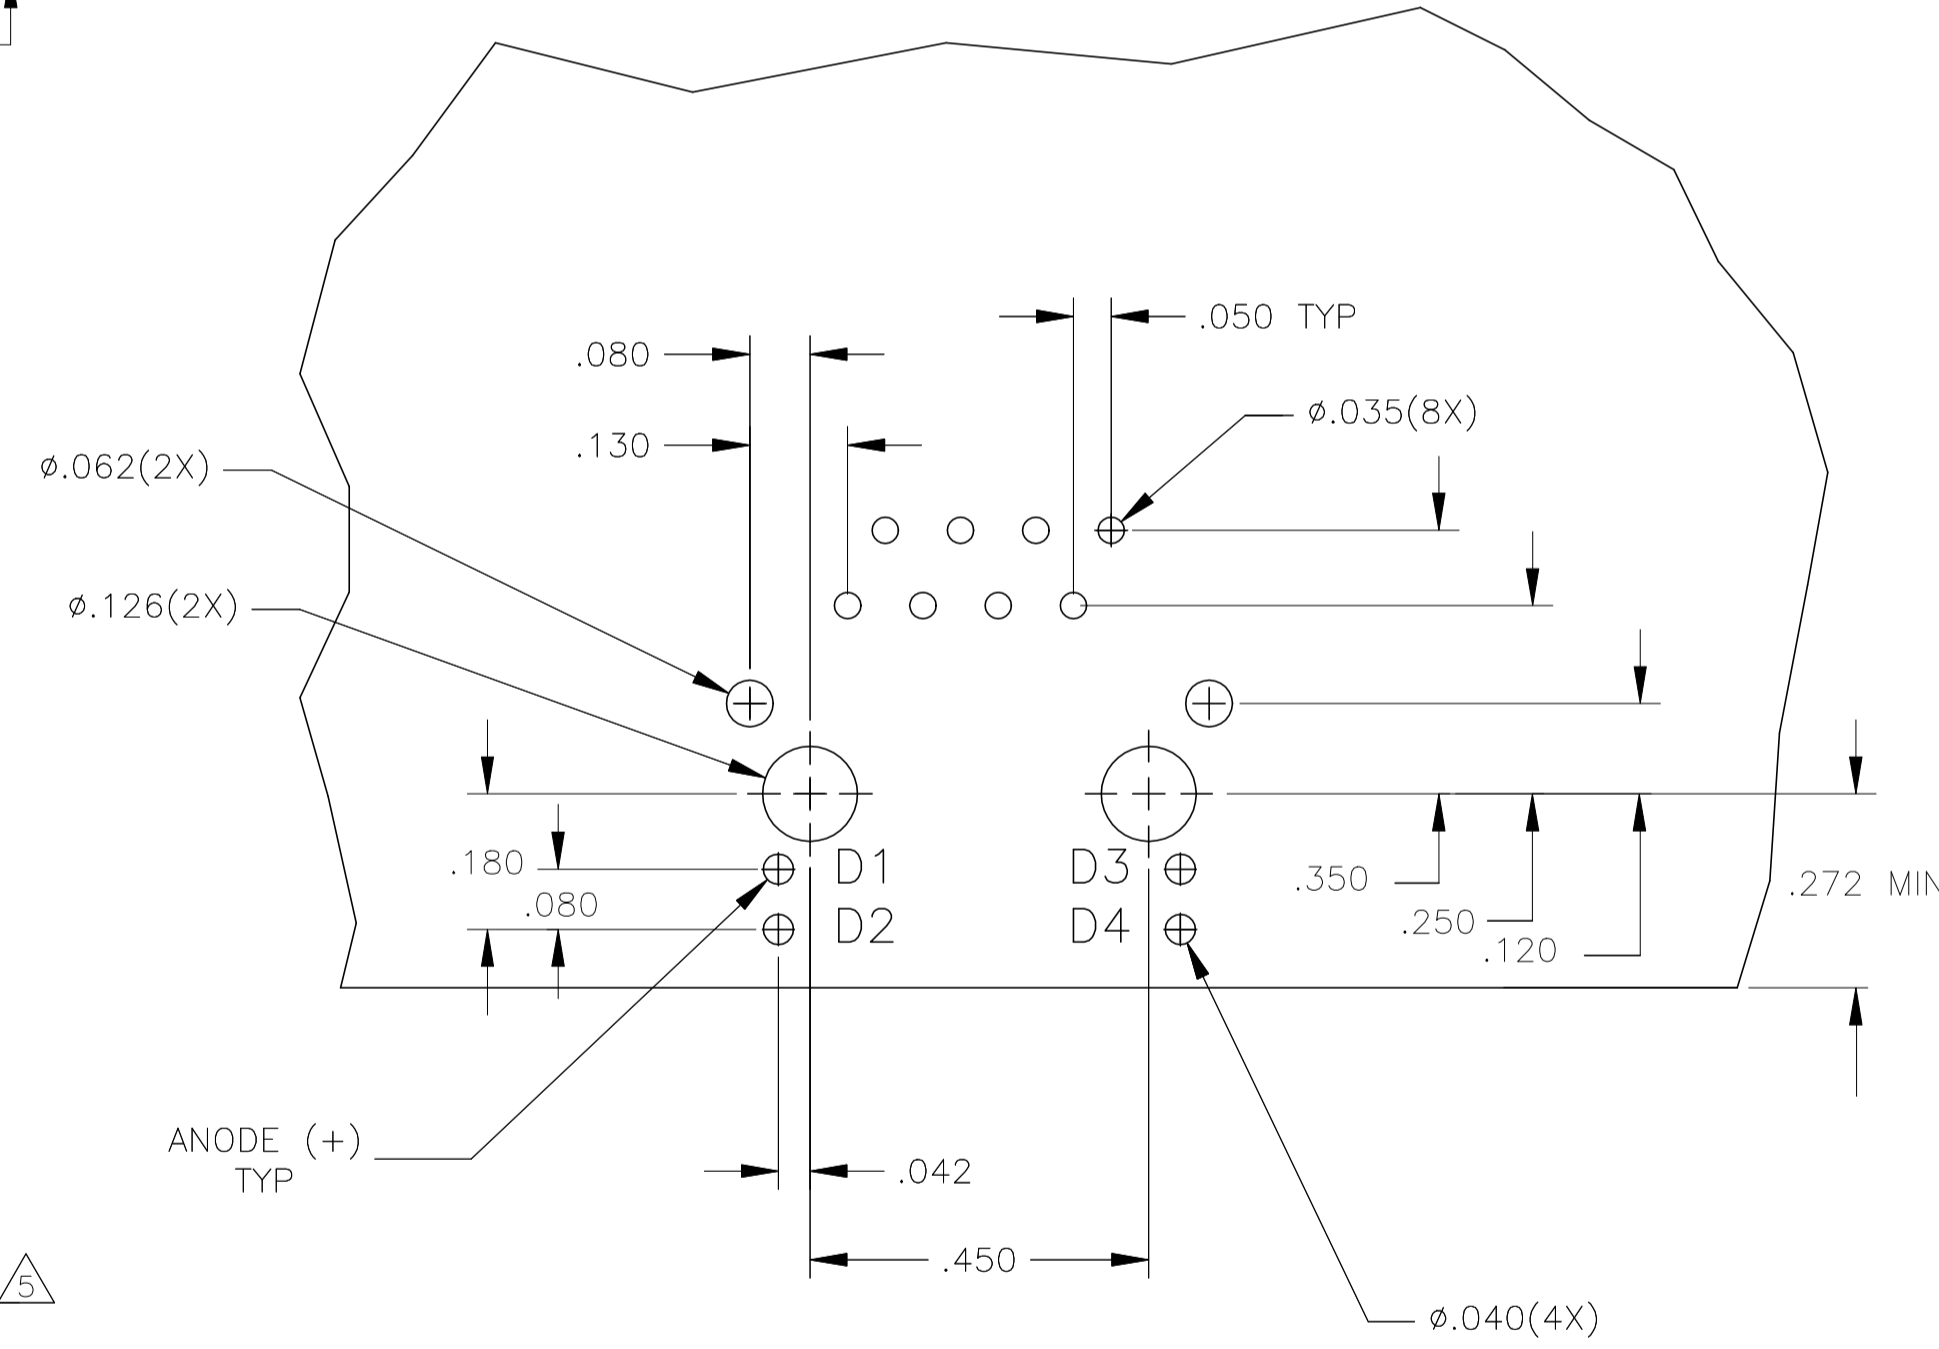 .050 TYP
.080
ø.035(8X)
.130
ø.062(2X)
ø.126(2X)
.180
D1
D3
.350
.272 MIN
.080
D2
D4
.250
.120
ANODE (+)
TYP
.042
.450
5
ø.040(4X)